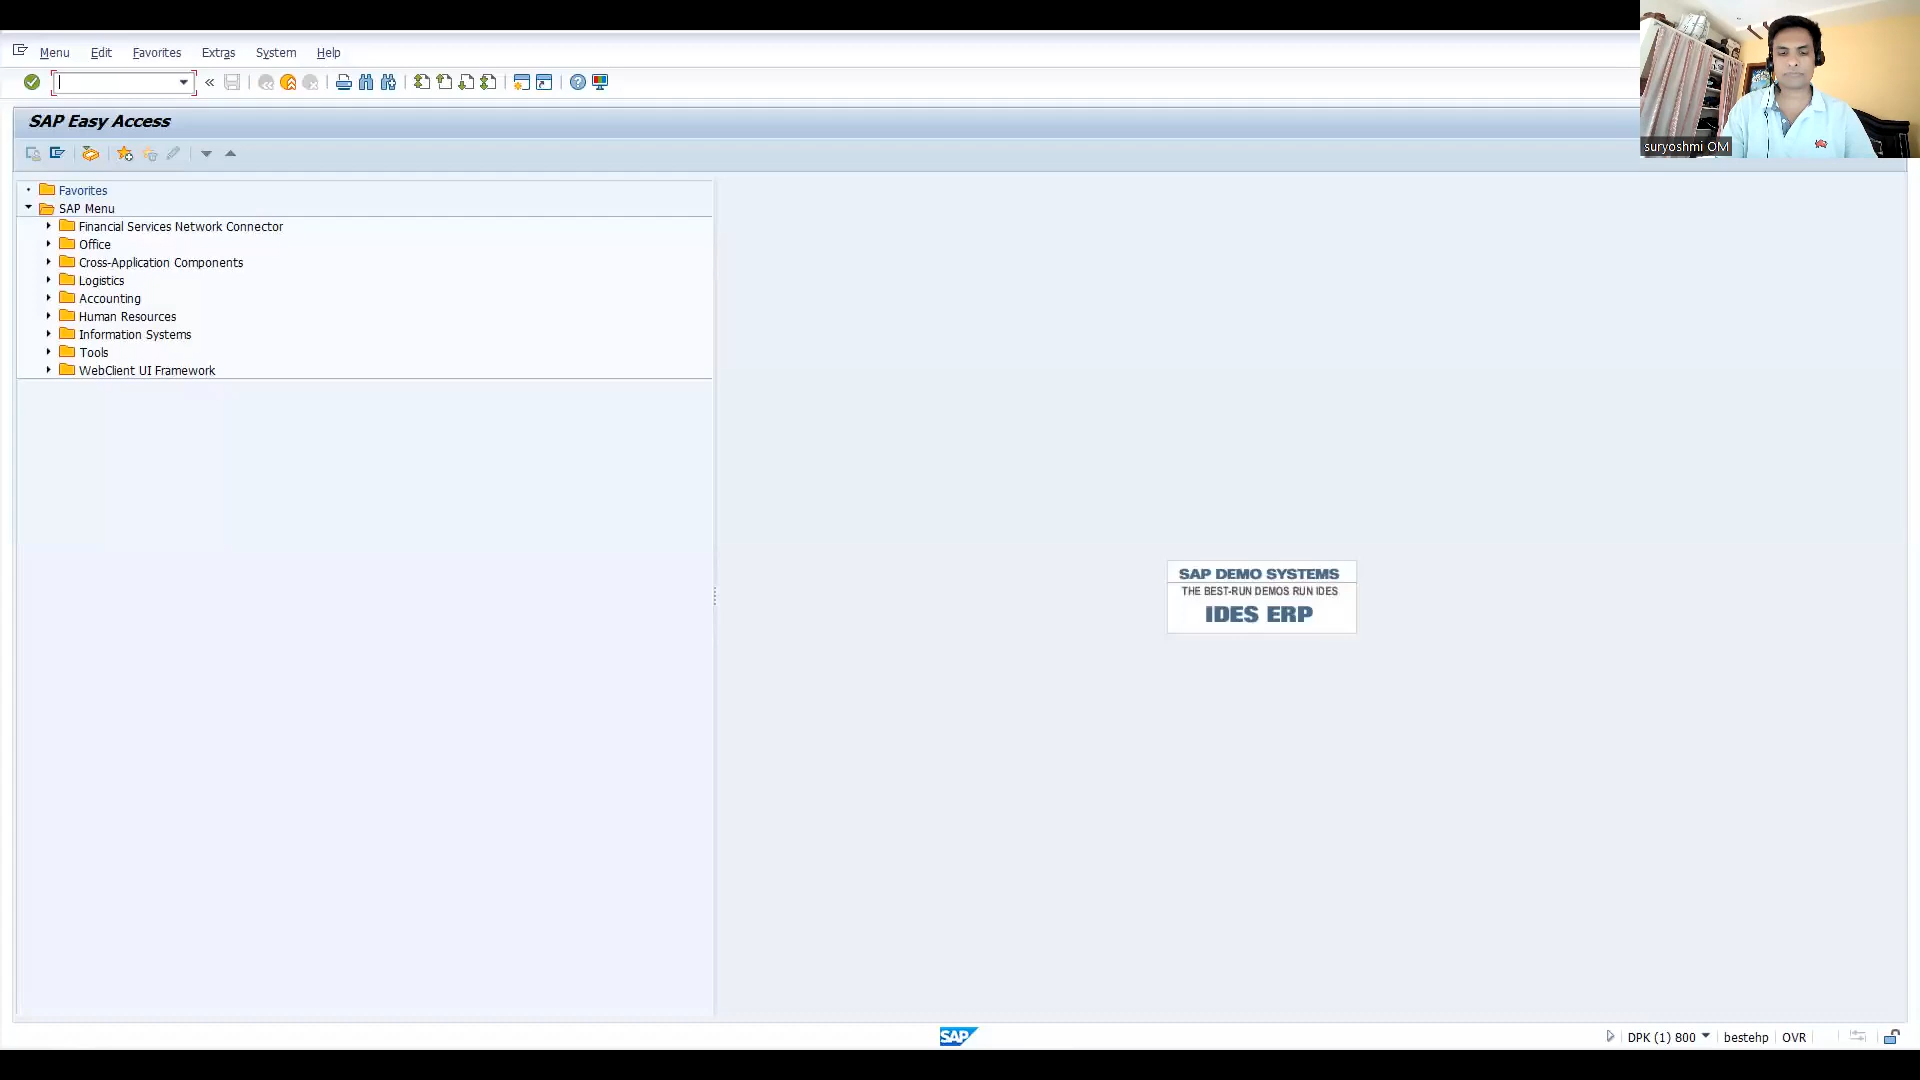 Menu Edit Favorites Extras System Help
SAP Easy Access
suryoshmi OM
Favorites
SAP Menu
Financial Services Network Connector
Office
Cross-Application Components
Logistics
Accounting
Human Resources
Information Systems
Tools
WebClient UI Framework
SAP DEMO SYSTEMS
THE BEST-RUN DEMOS RUN IDES
IDES ERP
SAP
DPK (1) 800 bestehp OVR